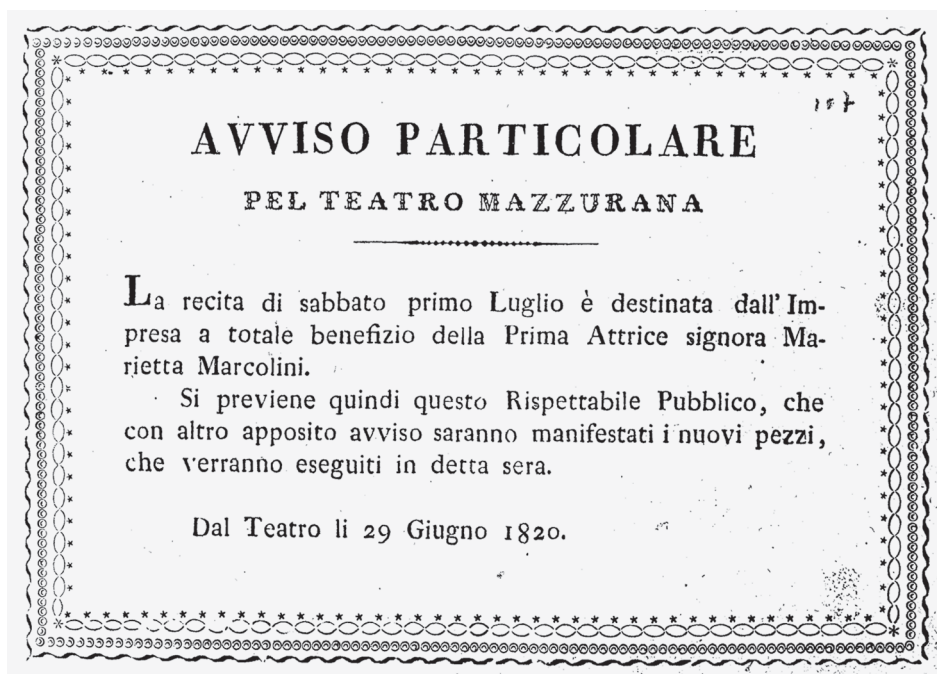 107
AVVISO PARTICOLARE
PEL TEATRO MAZZURANA
La recita di sabbato primo Luglio è destinata dall'Im-
presa a totale benefizio della Prima Attrice signora Ma-
rietta Marcolini.
Si previene quindi questo Rispettabile Pubblico, che
con altro apposito avviso saranno manifestati i nuovi pezzi,
che verranno eseguiti in detta sera.
Dal Teatro li 29 Giugno 1820.